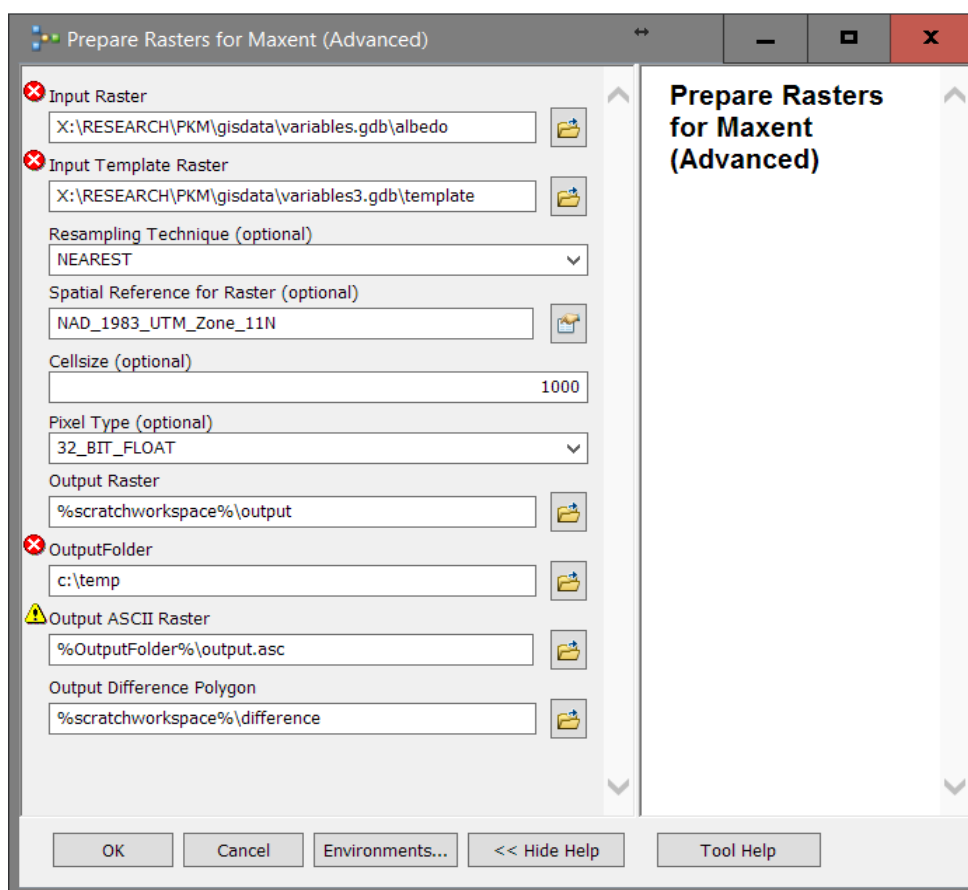 Prepare Rasters for Maxent (Advanced)
Input Raster
X:\RESEARCH\PKM\gisdata\variables.gdb\albedo
Input Template Raster
X:\RESEARCH\PKM\gisdata\variables3.gdb\template
Resampling Technique (optional)
NEAREST
Spatial Reference for Raster (optional)
NAD_1983_UTM_Zone_11N
Cellsize (optional)
1000
Pixel Type (optional)
32_BIT_FLOAT
Output Raster
%scratchworkspace%\output
OutputFolder
c:\temp
Output ASCII Raster
%OutputFolder%\output.asc
Output Difference Polygon
%scratchworkspace%\difference
Prepare Rasters
for Maxent
(Advanced)
OK
Cancel
Environments...
<< Hide Help
Tool Help